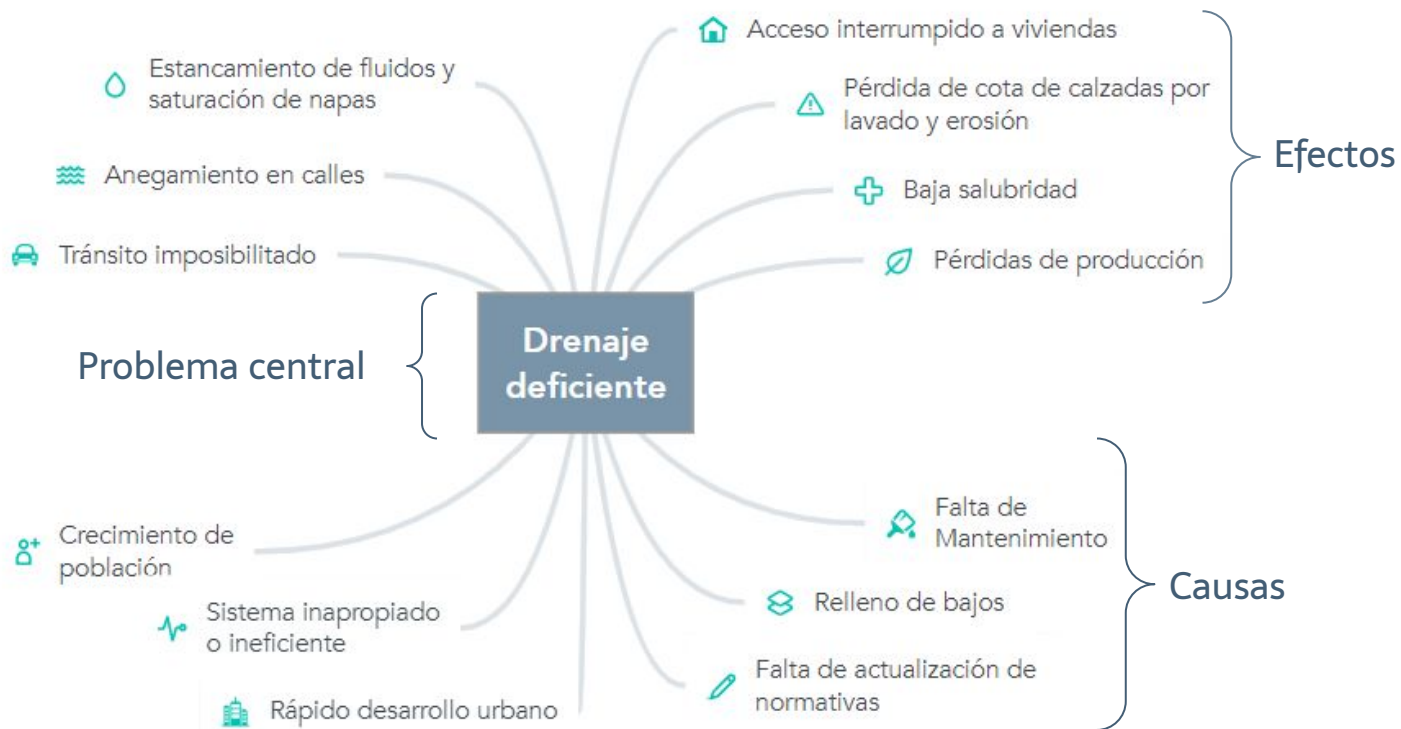 Acceso interrumpido a viviendas
Estancamiento de fluidos y
saturación de napas
Pérdida de cota de calzadas por
lavado y erosión
Efectos
Anegamiento en calles
Baja salubridad
Tránsito imposibilitado
Pérdidas de producción
Drenaje
deficiente
Problema central
Falta de
Mantenimiento
Crecimiento de
población
Causas
Relleno de bajos
Sistema inapropiado
o ineficiente
Falta de actualización de
normativas
Rápido desarrollo urbano